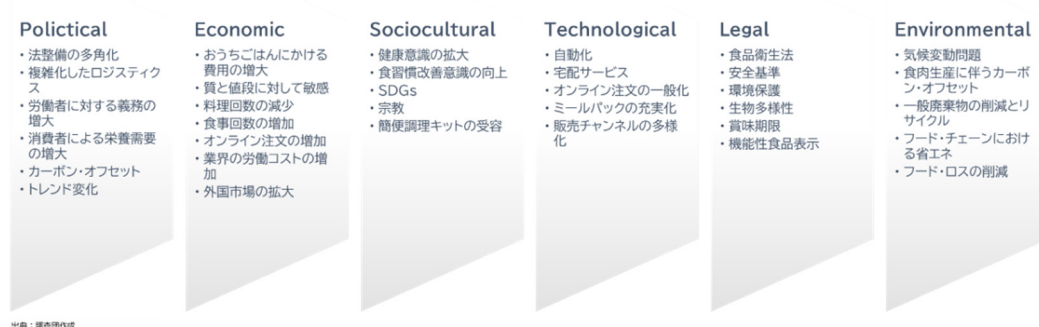 Polictical
・法整備の多角化
・複雑化したロジスティク
ス
・労働者に対する義務の
増大
・消費者による栄養需要
の増大
・カーボン・オフセット
・トレンド変化
Economic
・おうちごはんにかける
費用の増大
・質と値段に対して敏感
・料理回数の減少
・食事回数の増加
・オンライン注文の増加
・業界の労働コストの増
加
・外国市場の拡大
Sociocultural
・健康意識の拡大
・食習慣改善意識の向上
・SDGs
・宗教
・簡便調理キットの受容
Technological
・自動化
・宅配サービス
・オンライン注文の一般化
・ミールパックの充実化
・販売チャンネルの多様
化
Legal
・食品衛生法
・安全基準
・環境保護
・生物多様性
・賞味期限
・機能性食品表示
Environmental
・気候変動問題
・食肉生産に伴うカーボ
ン・オフセット
・一般廃棄物の削減とリ
サイクル
・フード・チェーンにおけ
る省エネ
・フード・ロスの削減
出典：調査団作成